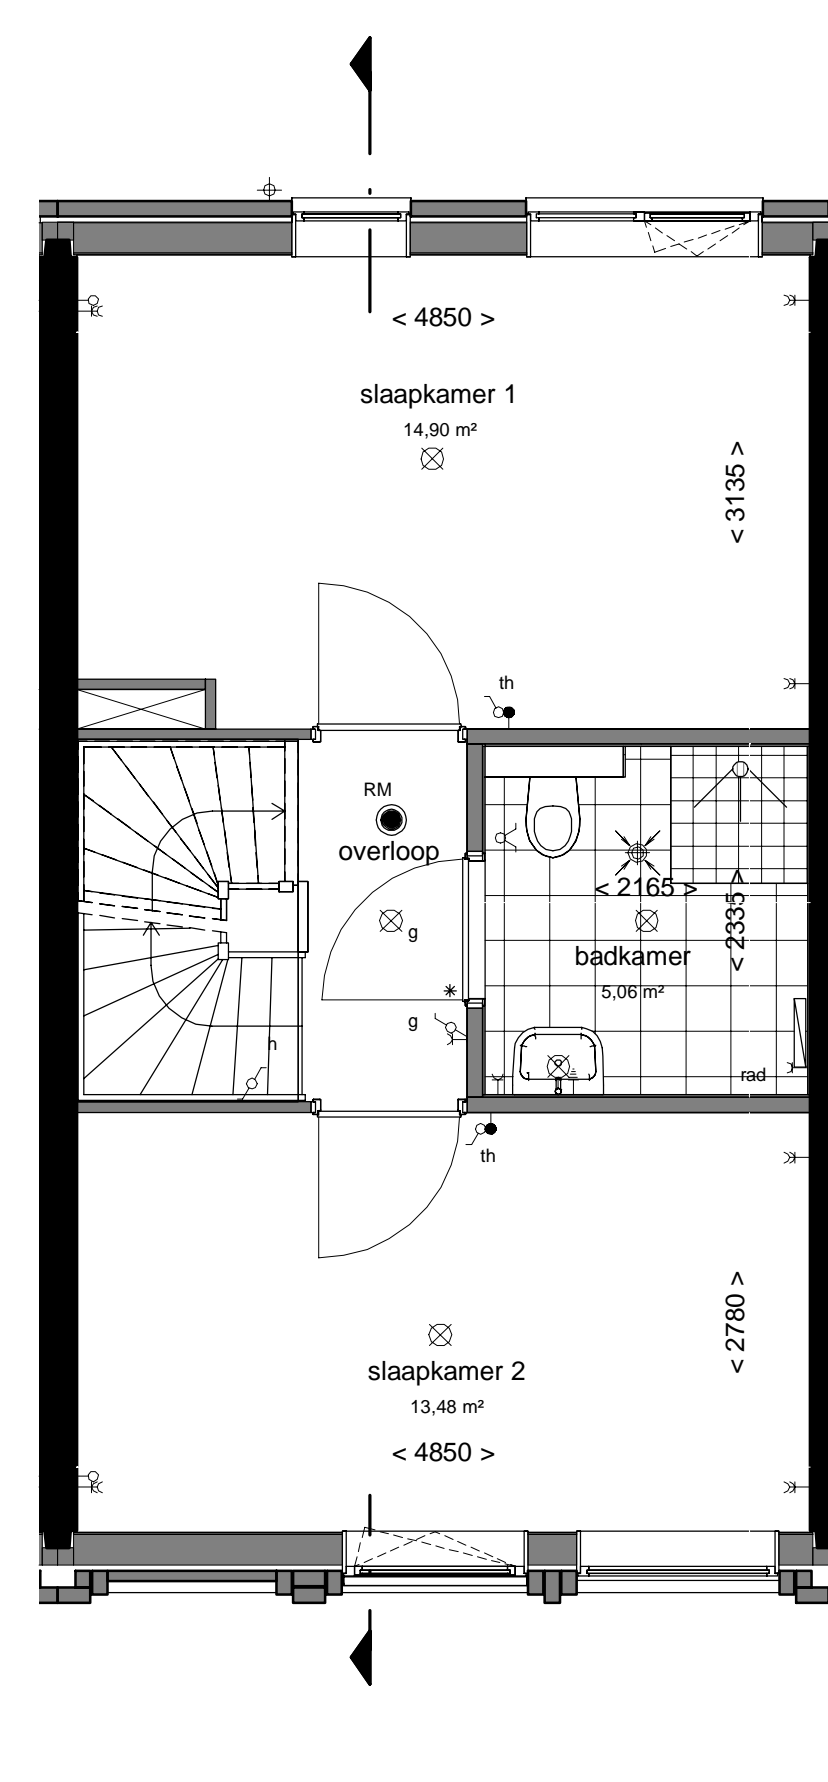 < 4850 >
slaapkamer 1
14,90 m²
< 3135 >
th
RM
overloop
< 2165 >
< 2335 >
g
badkamer
5,06 m²
g
h
rad
th
< 2780 >
slaapkamer 2
13,48 m²
< 4850 >